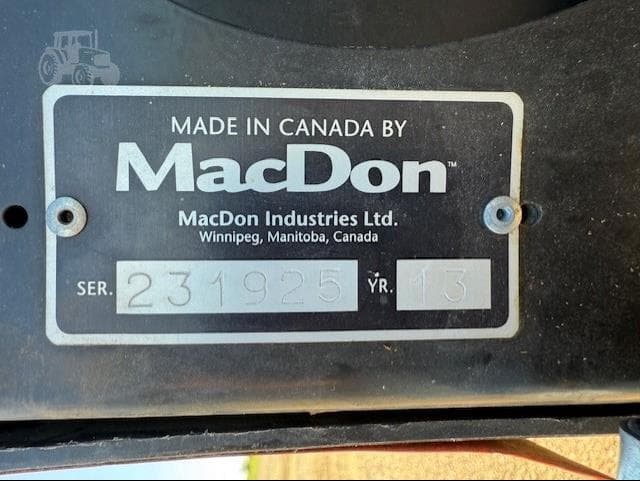 MADE IN CANADA BY
MacDon™
MacDon Industries Ltd.
Winnipeg, Manitoba, Canada
SER. 231925 YR. 13